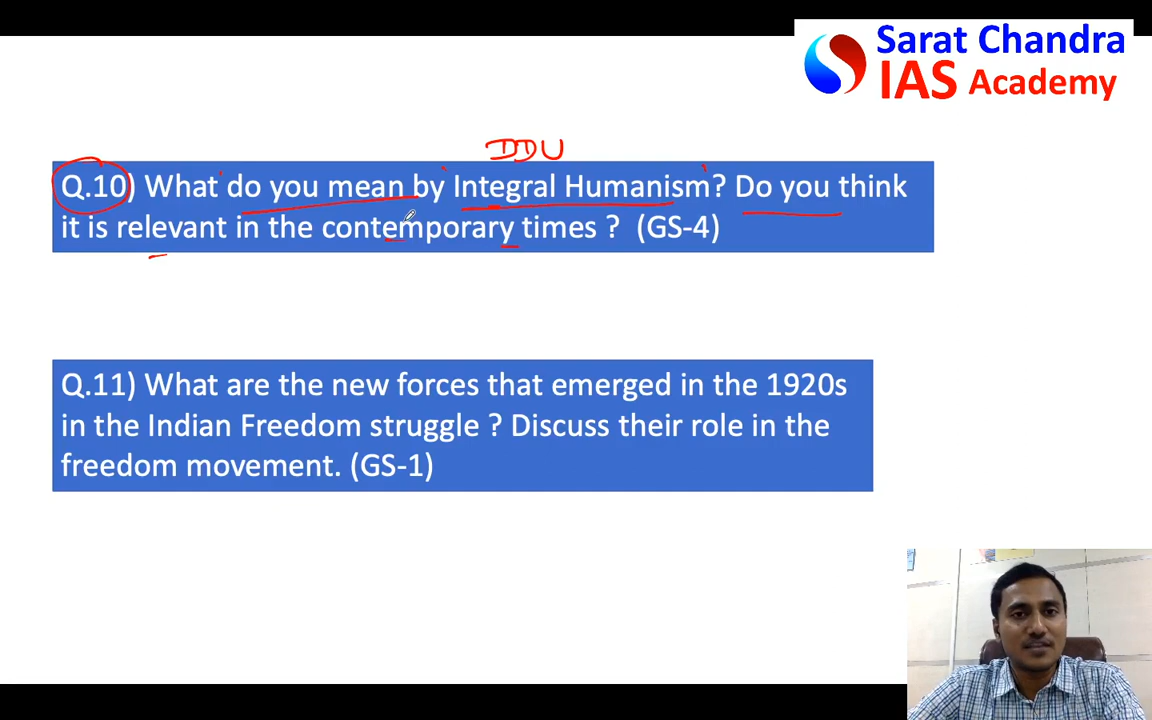 Sarat Chandra
IAS Academy
DDU
Q.10) What do you mean by Integral Humanism? Do you think
it is relevant in the contemporary times ? (GS-4)
Q.11) What are the new forces that emerged in the 1920s
in the Indian Freedom struggle ? Discuss their role in the
freedom movement. (GS-1)